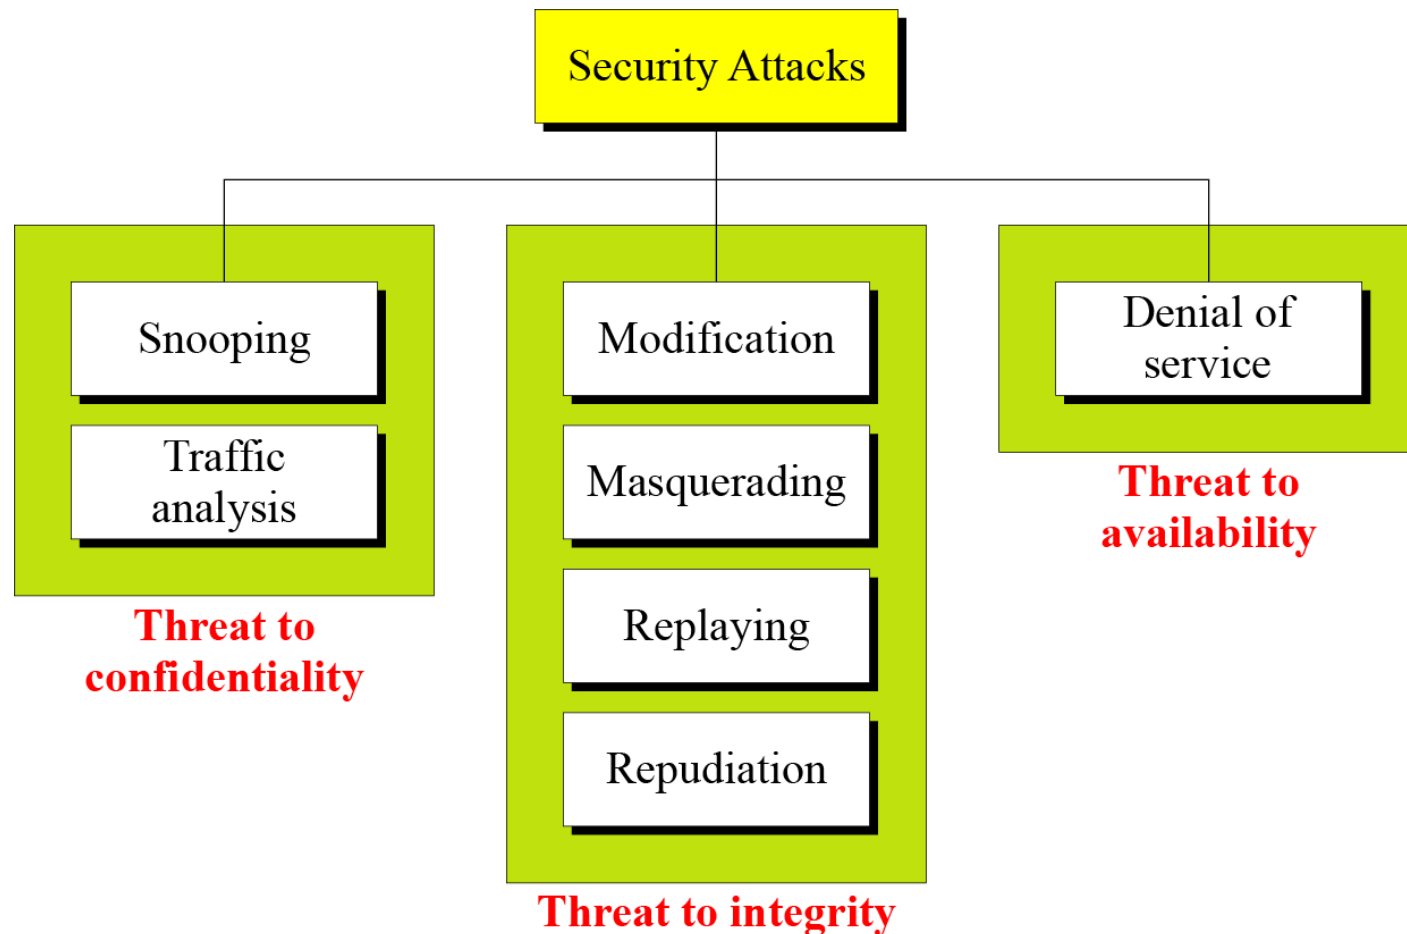 Security Attacks
Snooping
Traffic
analysis
Threat to
confidentiality
Modification
Masquerading
Replaying
Repudiation
Threat to integrity
Denial of
service
Threat to
availability